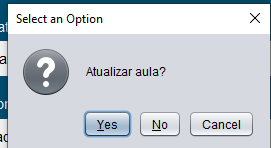 Select an Option
Atualizar aula?
Yes
No
Cancel